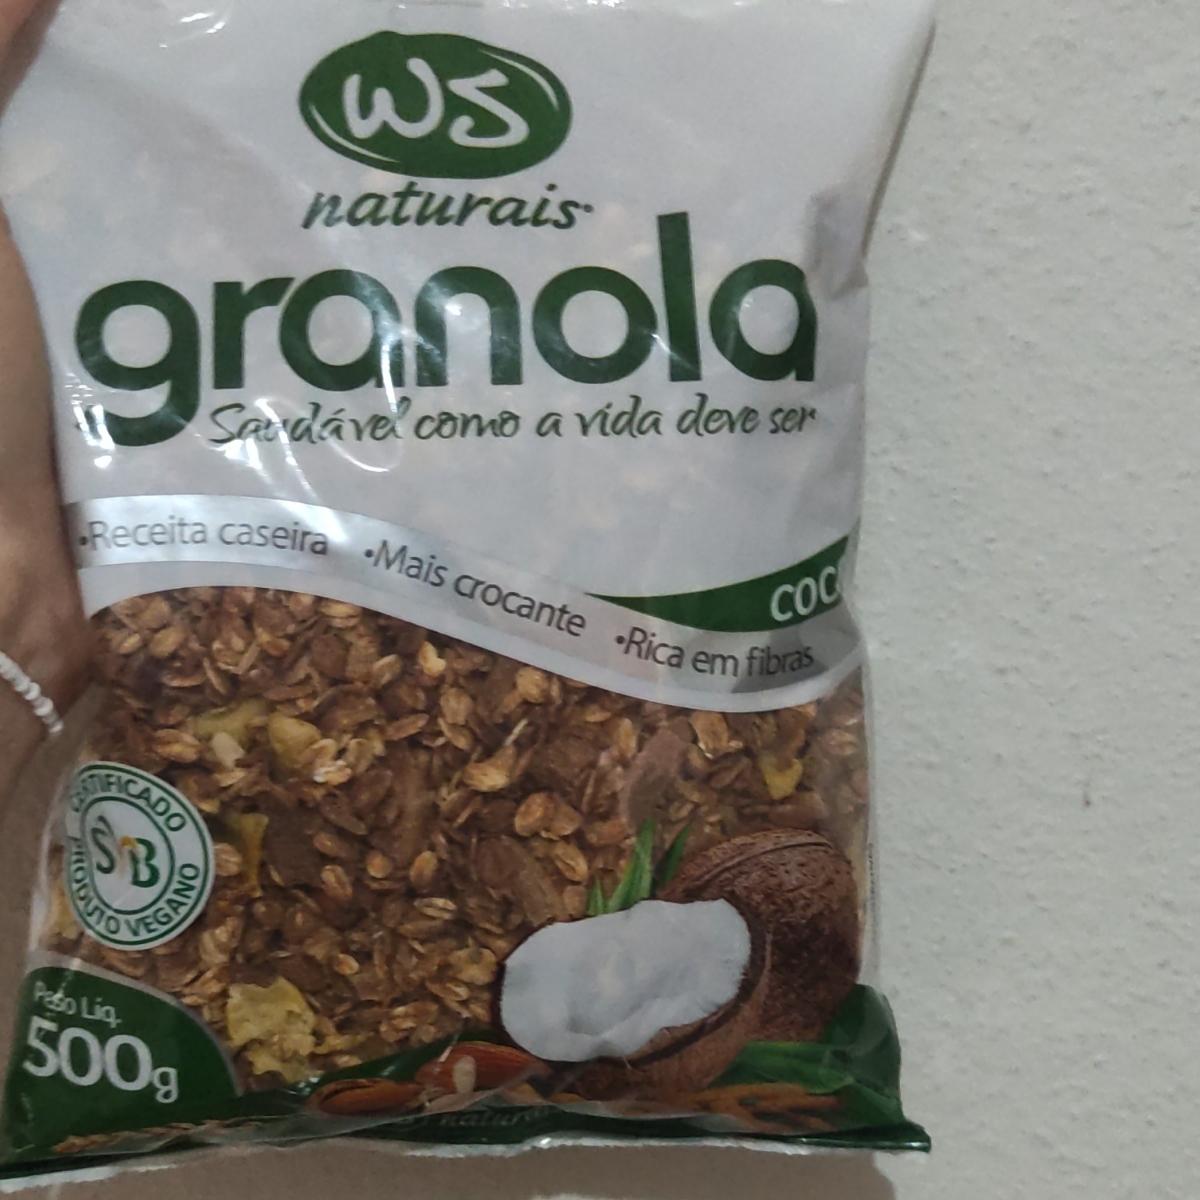 WS
naturais
granola
Saudável como a vida deve ser
•Receita caseira •Mais crocante •Rica em fibras
CERTIFICADO
SVB
PRODUTO VEGANO
Peso Líq.
500g